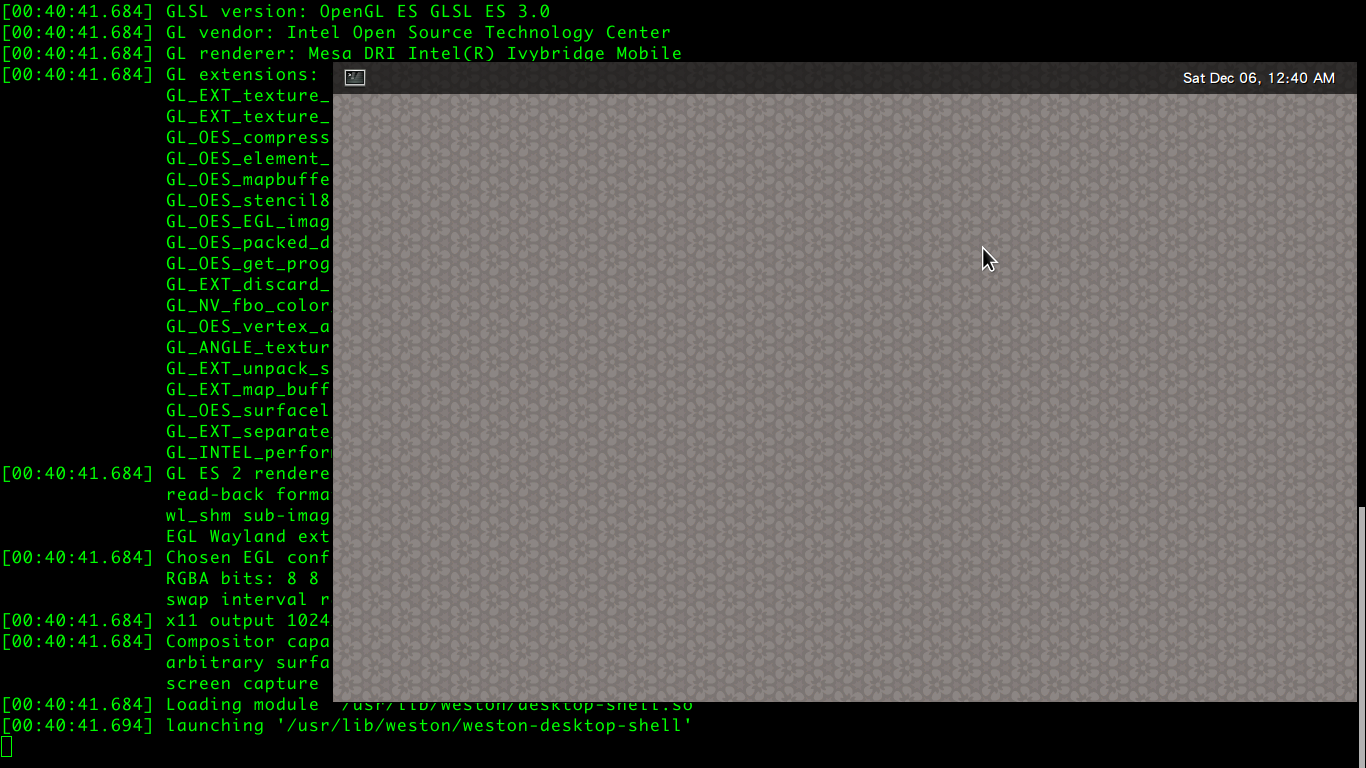 [00:40:41.684] GLSL version: OpenGL ES GLSL ES 3.0
[00:40:41.684] GL vendor: Intel Open Source Technology Center
[00:40:41.684] GL renderer: Mesa DRI Intel(R) Ivybridge Mobile
[00:40:41.684] GL extensions:
Sat Dec 06, 12:40 AM
GL_EXT_texture_
GL_EXT_texture_
GL_OES_compress
GL_OES_element_
GL_OES_mapbuffe
GL_OES_stencil8
GL_OES_EGL_imag
GL_OES_packed_d
GL_OES_get_prog
GL_EXT_discard_
GL_NV_fbo_color
GL_OES_vertex_a
GL_ANGLE_textur
GL_EXT_unpack_s
GL_EXT_map_buff
GL_OES_surfacel
GL_EXT_separate
GL_INTEL_perfor
[00:40:41.684] GL ES 2 rendere
read-back forma
wl_shm sub-imag
EGL Wayland ext
[00:40:41.684] Chosen EGL conf
RGBA bits: 8 8
swap interval r
[00:40:41.684] x11 output 1024
[00:40:41.684] Compositor capa
arbitrary surfa
screen capture
[00:40:41.684] Loading module '/usr/lib/weston/desktop-shell.so'
[00:40:41.694] launching '/usr/lib/weston/weston-desktop-shell'